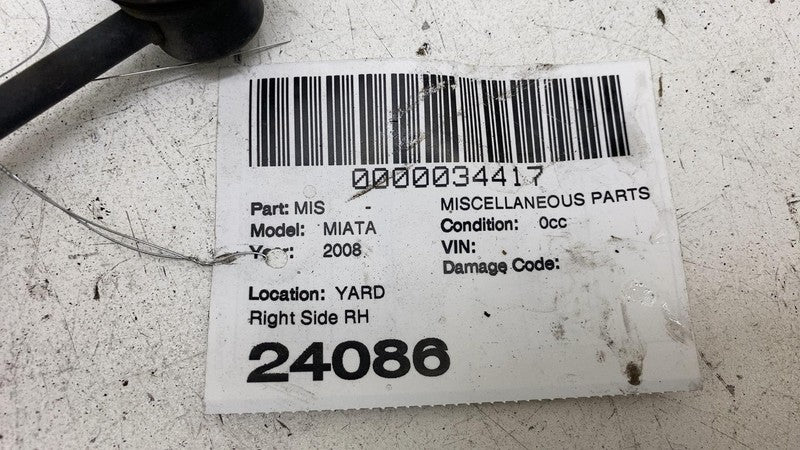 0000034417
Part: MIS - MISCELLANEOUS PARTS
Model: MIATA Condition: 0cc
Year: 2008 VIN:
Damage Code:
Location: YARD
Right Side RH
24086